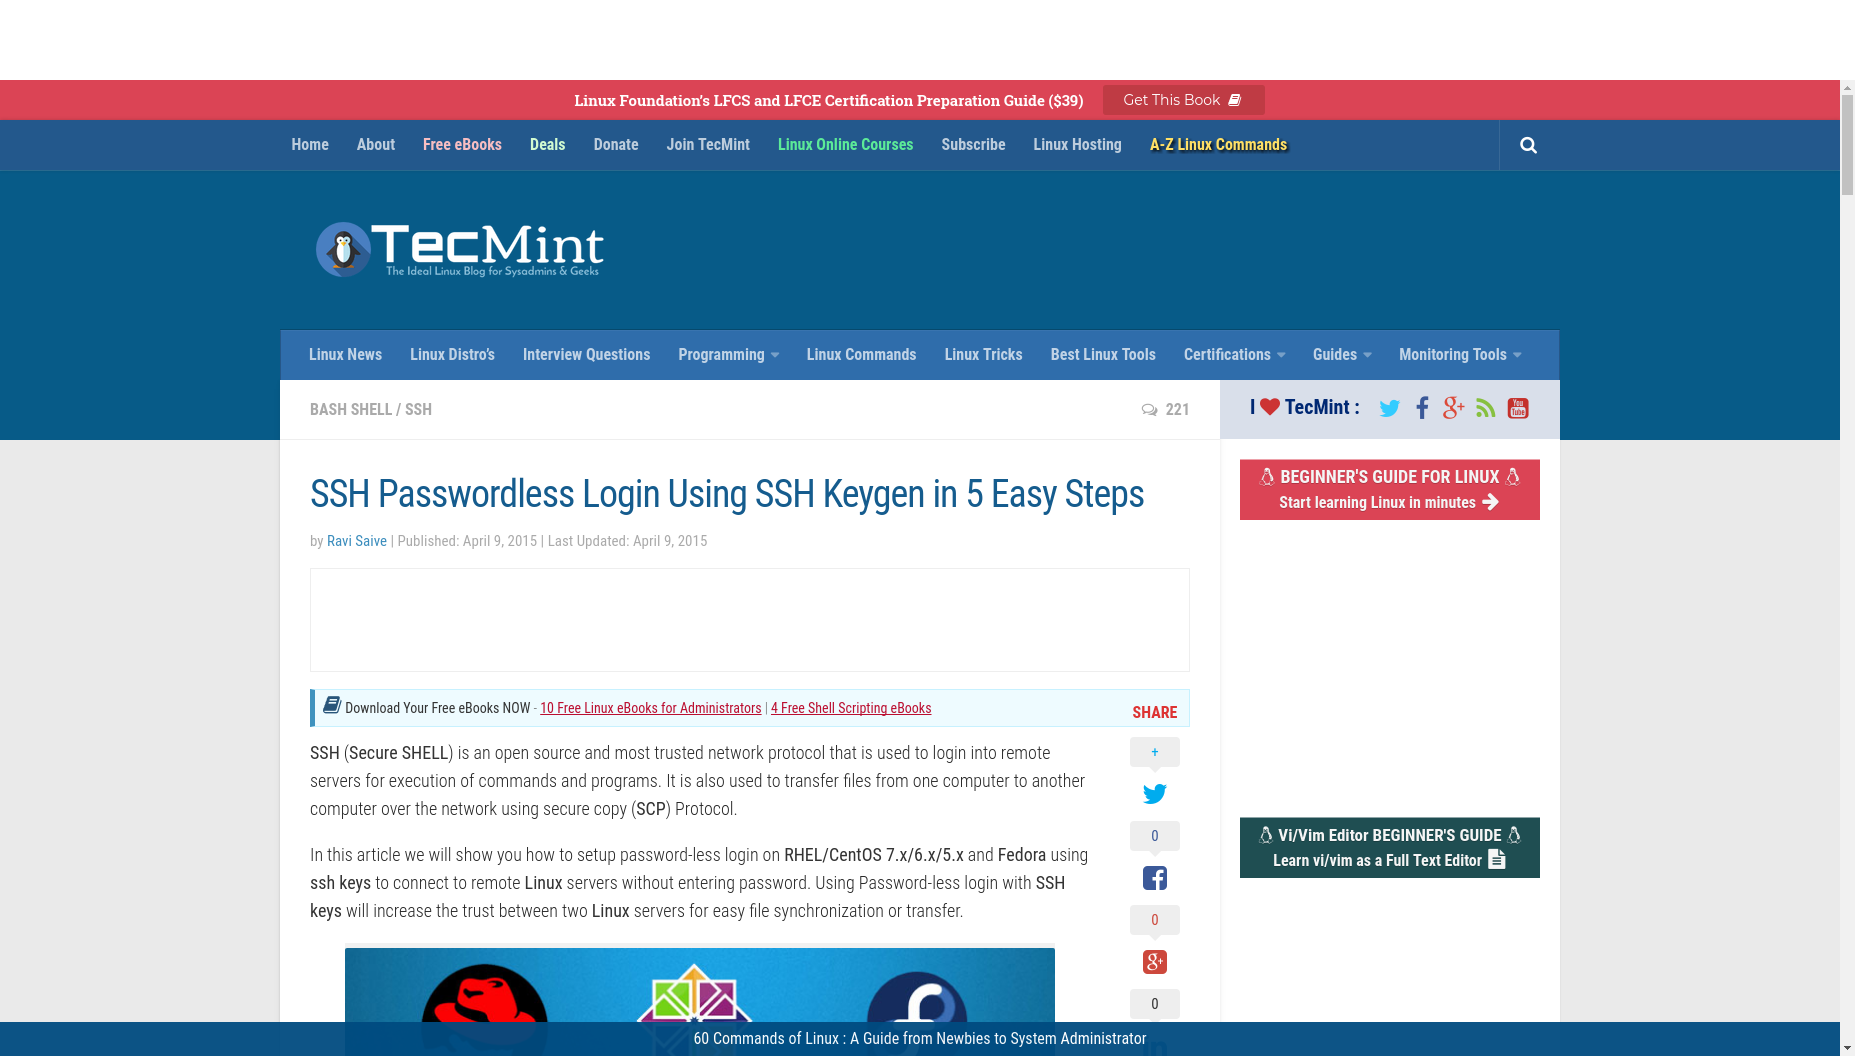 Linux Foundation's LFCS and LFCE Certification Preparation Guide ($39) Get This Book
Home About Free eBooks Deals Donate Join TecMint Linux Online Courses Subscribe Linux Hosting A-Z Linux Commands
TecMint
The Ideal Linux Blog for Sysadmins & Geeks
Linux News Linux Distro's Interview Questions Programming Linux Commands Linux Tricks Best Linux Tools Certifications Guides Monitoring Tools
BASH SHELL / SSH 221
I TecMint :
You
Tube
SSH Passwordless Login Using SSH Keygen in 5 Easy Steps
by Ravi Saive | Published: April 9, 2015 | Last Updated: April 9, 2015
BEGINNER'S GUIDE FOR LINUX
Start learning Linux in minutes
Download Your Free eBooks NOW - 10 Free Linux eBooks for Administrators | 4 Free Shell Scripting eBooks
SHARE
SSH (Secure SHELL) is an open source and most trusted network protocol that is used to login into remote
servers for execution of commands and programs. It is also used to transfer files from one computer to another
computer over the network using secure copy (SCP) Protocol.
In this article we will show you how to setup password-less login on RHEL/CentOS 7.x/6.x/5.x and Fedora using
ssh keys to connect to remote Linux servers without entering password. Using Password-less login with SSH
keys will increase the trust between two Linux servers for easy file synchronization or transfer.
+
0
0
0
Vi/Vim Editor BEGINNER'S GUIDE
Learn vi/vim as a Full Text Editor
60 Commands of Linux : A Guide from Newbies to System Administrator